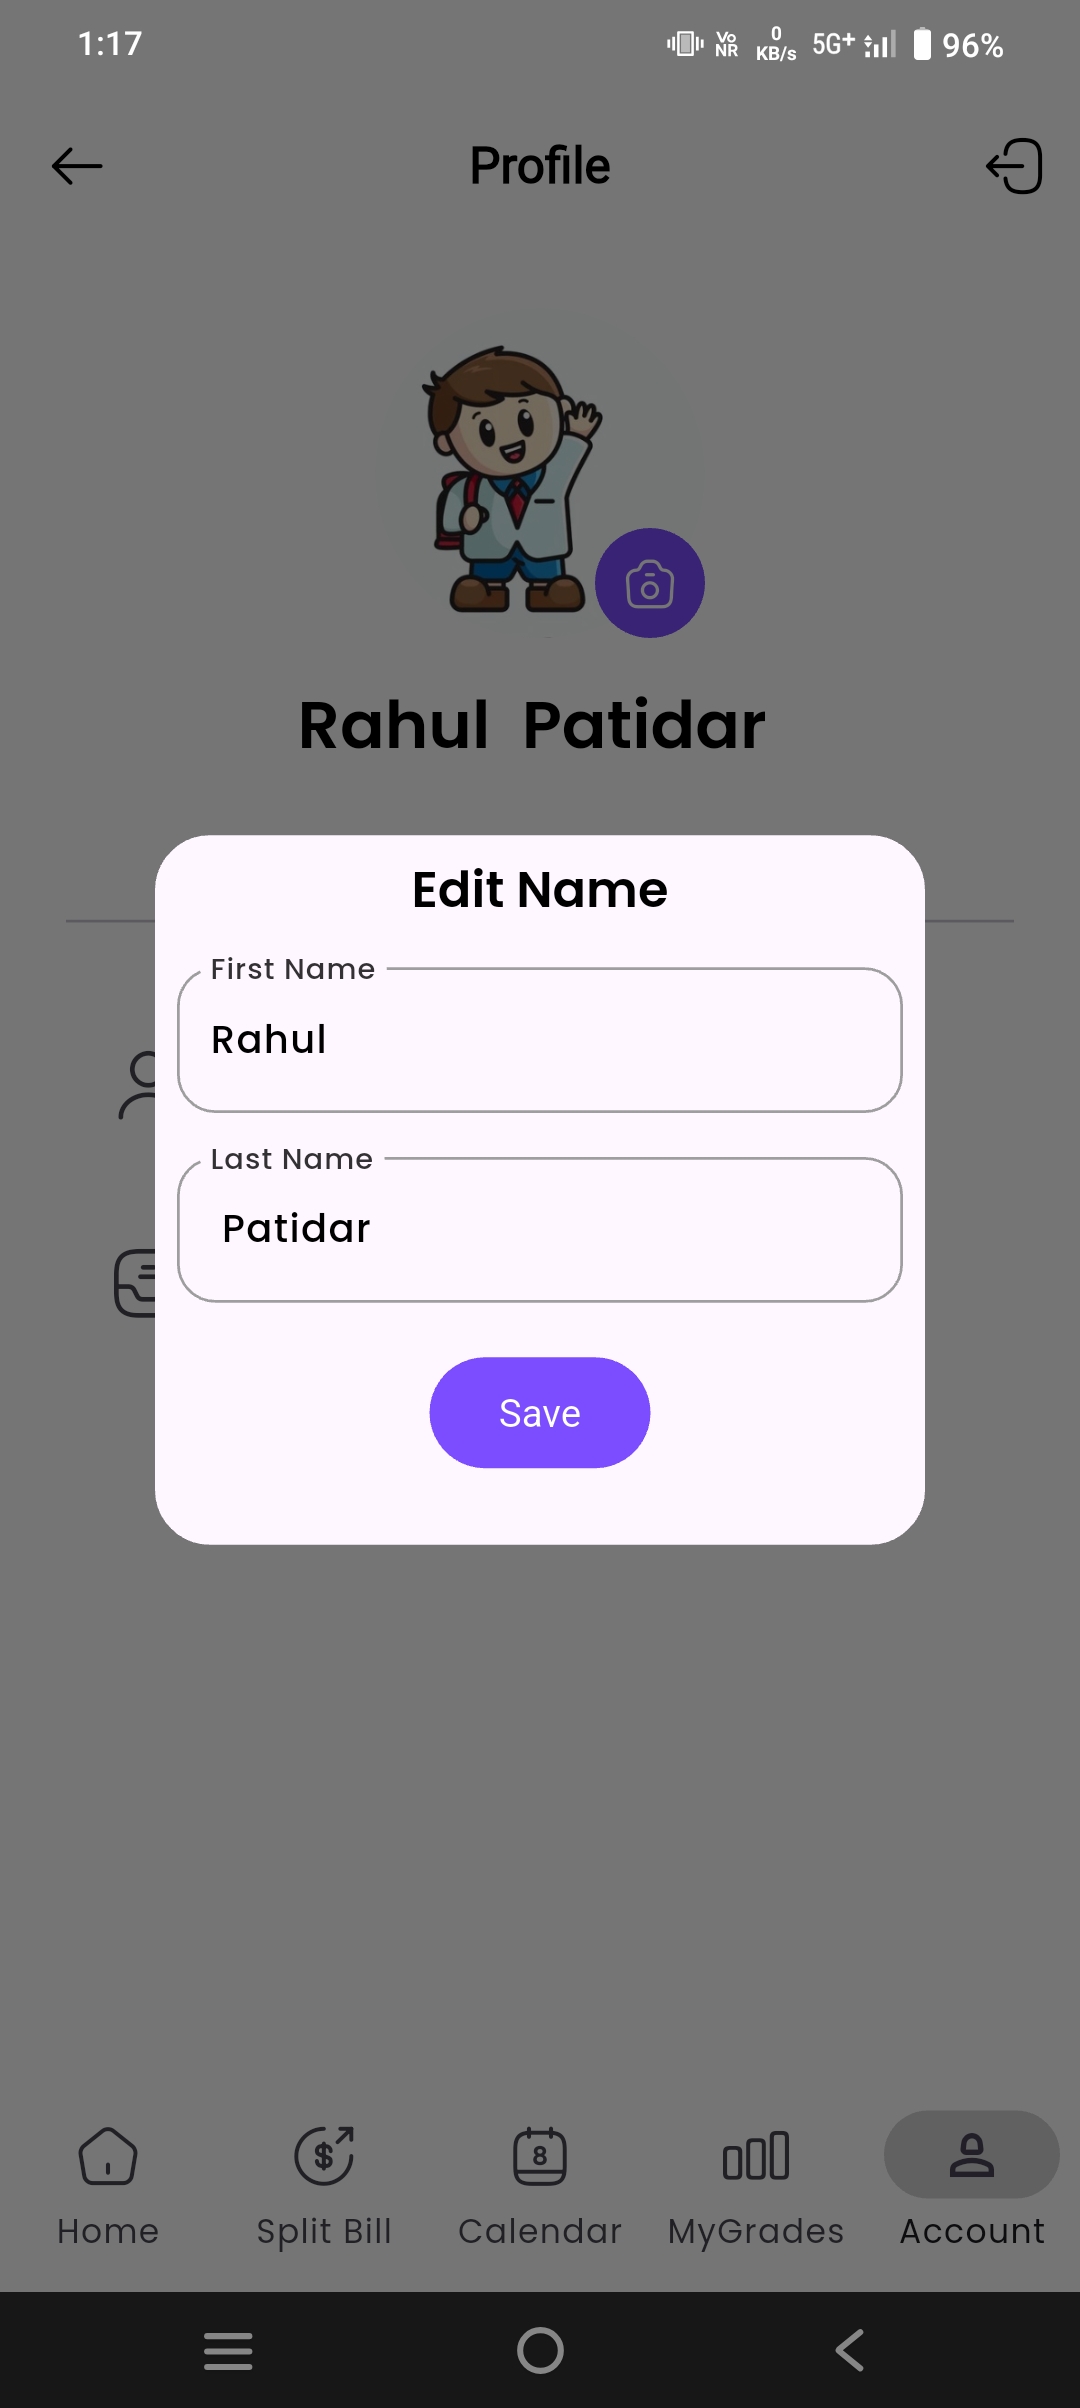 1:17 Vo NR 0 KB/s 5G+ 96%
Profile
Rahul  Patidar
Edit Name
First Name
Rahul
Last Name
Patidar
Save
8
Home Split Bill Calendar MyGrades Account